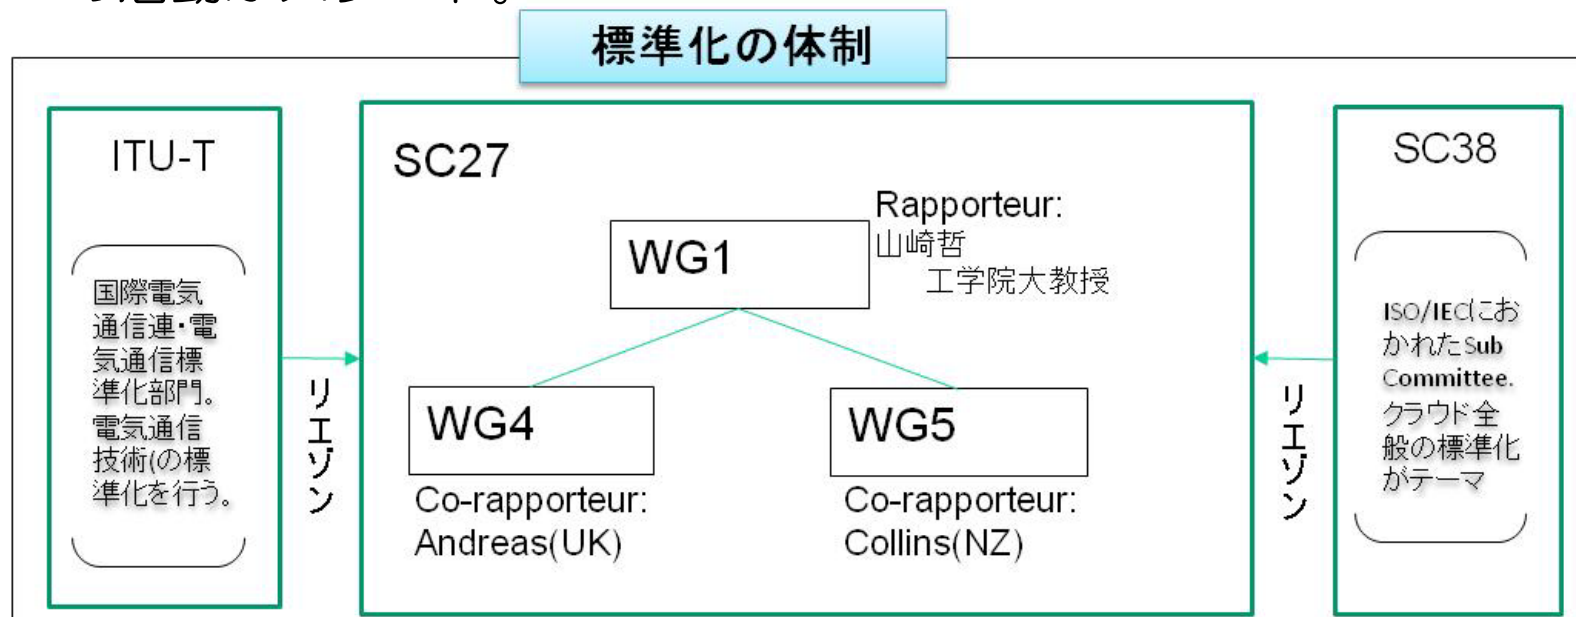 標準化の体制
ITU-T
国際電気
通信連・電
気通信標
準化部門。
電気通信
技術(の標
準化を行う。
リエゾン
SC27
WG1
Rapporteur:
山崎哲
工学院大教授
WG4
Co-rapporteur:
Andreas(UK)
WG5
Co-rapporteur:
Collins(NZ)
リエゾン
SC38
ISO/IECにお
かれたSub
Committee.
クラウド全
般の標準化
がテーマ